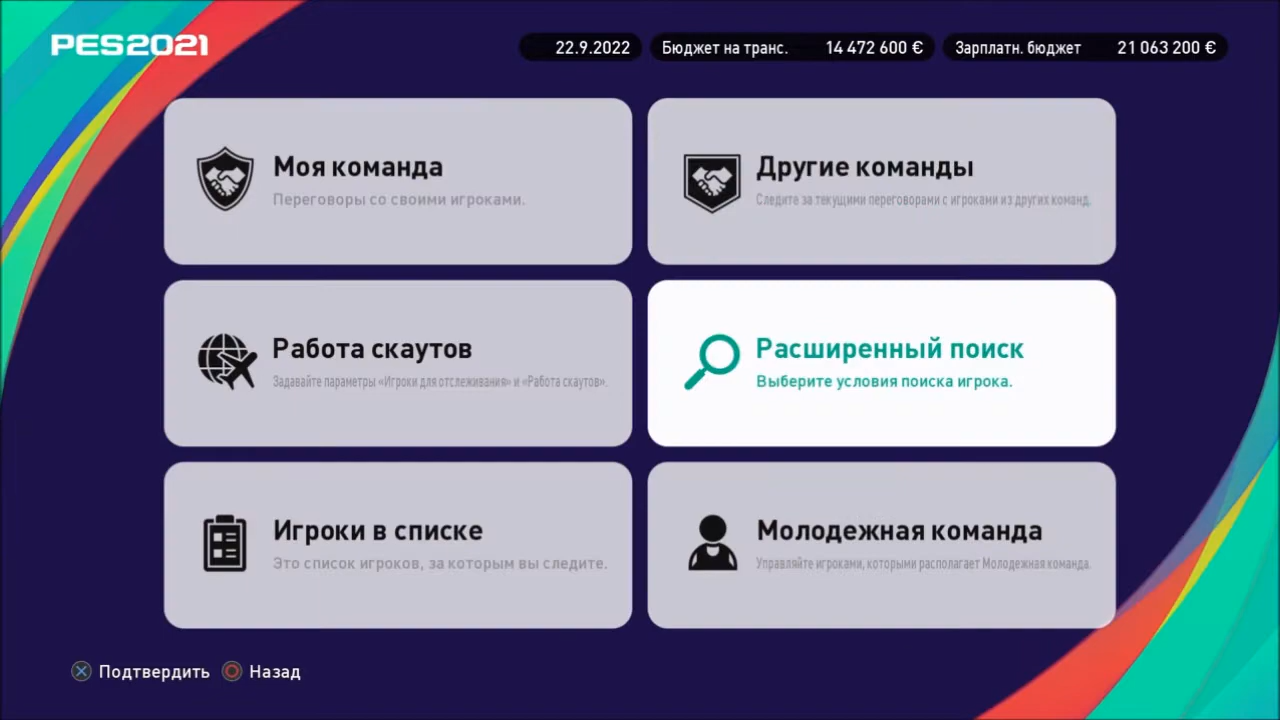 PES2021
22.9.2022 Бюджет на транс. 14 472 600 € Зарплатн. бюджет 21 063 200 €
Моя команда
Переговоры со своими игроками.
Другие команды
Следите за текущими переговорами с игроками из других команд.
Работа скаутов
Задавайте параметры «Игроки для отслеживания» и «Работа скаутов».
Расширенный поиск
Выберите условия поиска игрока.
Игроки в списке
Это список игроков, за которым вы следите.
Молодежная команда
Управляйте игроками, которыми располагает Молодежная команда.
Подтвердить Назад